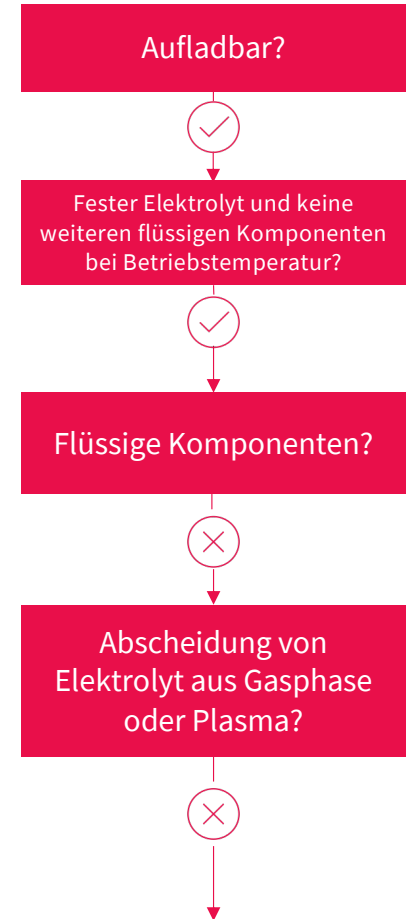 Aufladbar?
Fester Elektrolyt und keine
weiteren flüssigen Komponenten
bei Betriebstemperatur?
Flüssige Komponenten?
Abscheidung von
Elektrolyt aus Gasphase
oder Plasma?